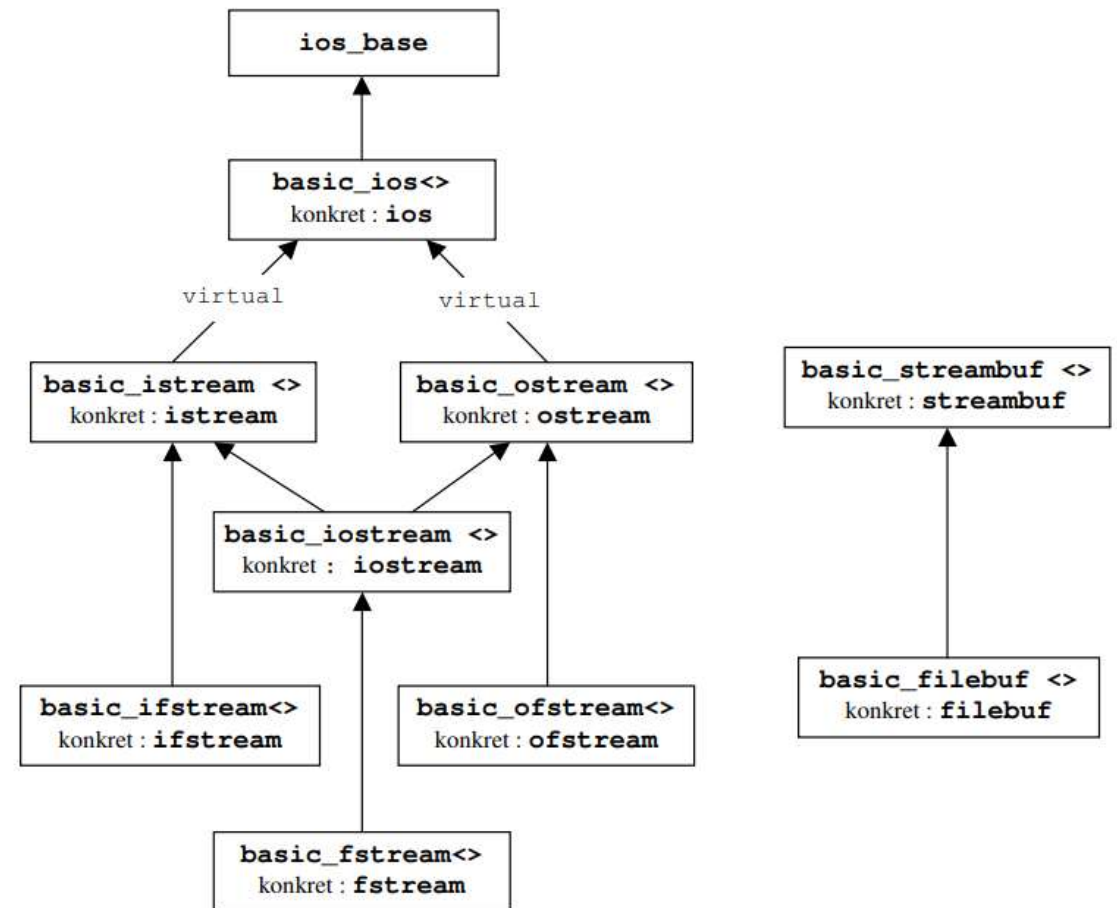 ios_base
basic_ios<>
konkret : ios
virtual
virtual
basic_istream <>
konkret : istream
basic_ostream <>
konkret : ostream
basic_streambuf <>
konkret : streambuf
basic_iostream <>
konkret : iostream
basic_ifstream<>
konkret : ifstream
basic_ofstream<>
konkret : ofstream
basic_filebuf <>
konkret : filebuf
basic_fstream<>
konkret : fstream